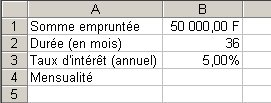 A B
1 Somme empruntée 50 000,00 F
2 Durée (en mois) 36
3 Taux d'intérêt (annuel) 5,00%
4 Mensualité
5